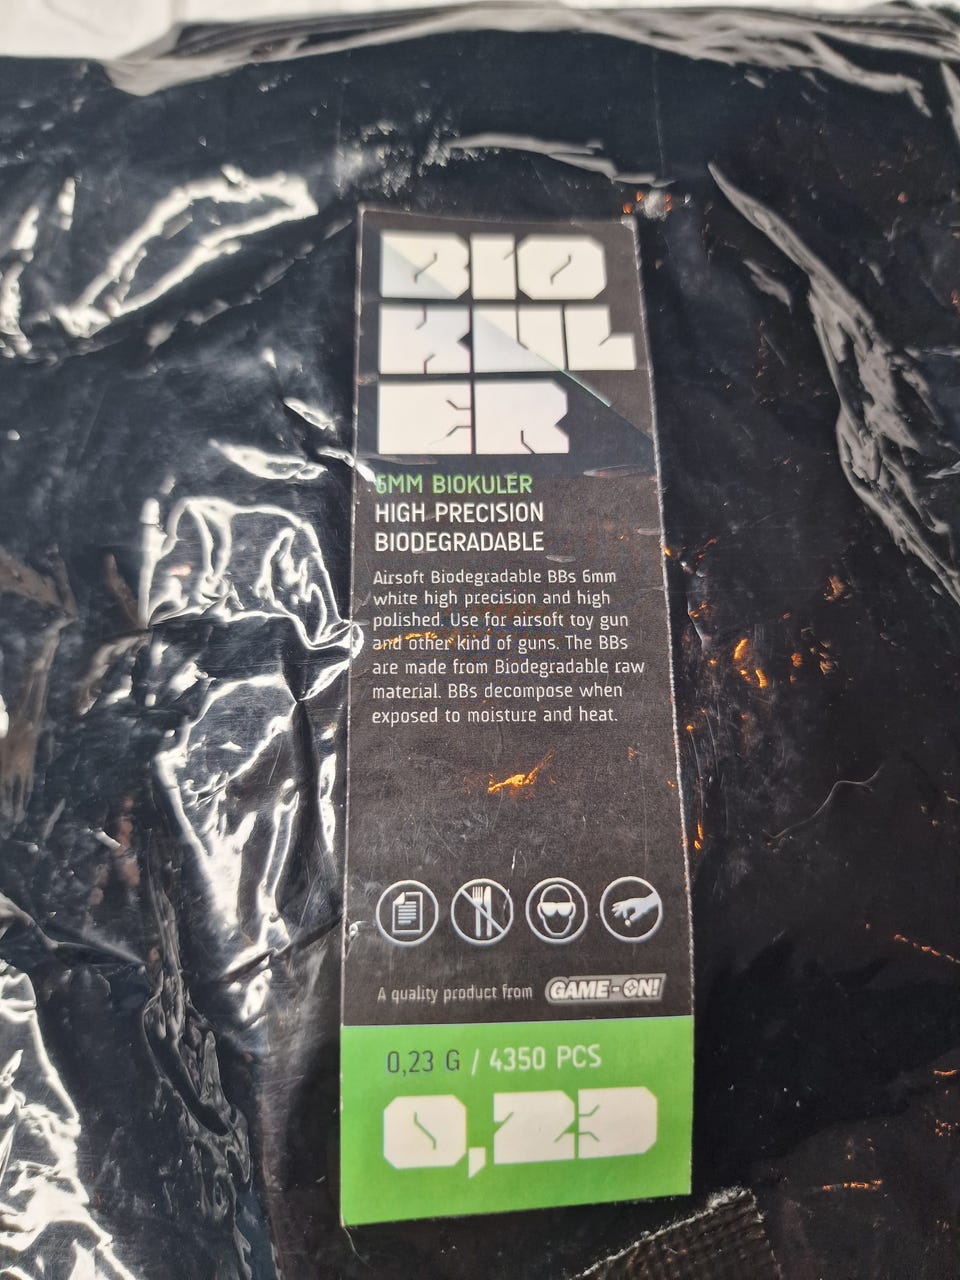 BIO
KUL
ER
6MM BIOKULER
HIGH PRECISION
BIODEGRADABLE
Airsoft Biodegradable BBs 6mm
white high precision and high
polished. Use for airsoft toy gun
and other kind of guns. The BBs
are made from Biodegradable raw
material. BBs decompose when
exposed to moisture and heat.
A quality product from GAME-ON!
0,23 G / 4350 PCS
0,23